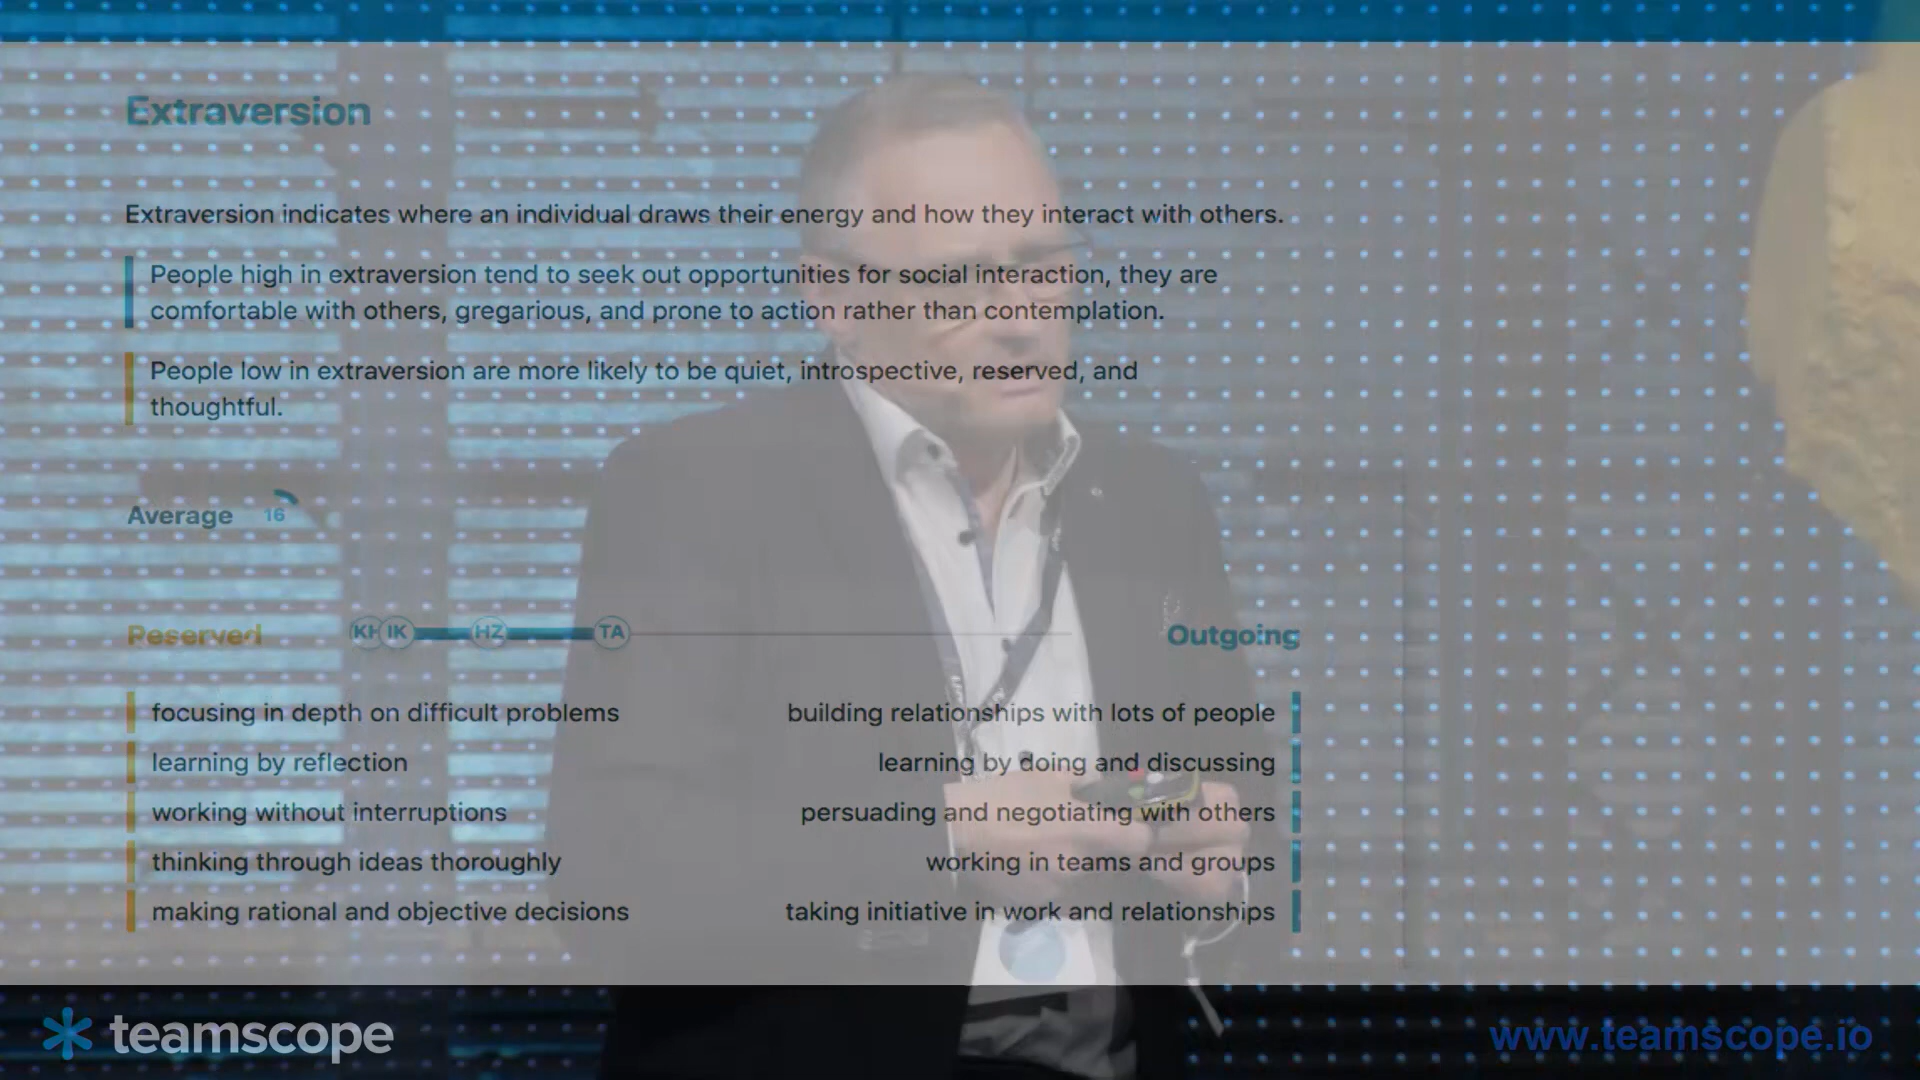 Extraversion
Extraversion indicates where an individual draws their energy and how they interact with others.
People high in extraversion tend to seek out opportunities for social interaction, they are
comfortable with others, gregarious, and prone to action rather than contemplation.
People low in extraversion are more likely to be quiet, introspective, reserved, and
thoughtful.
Average 16
Reserved KH IK HZ TA Outgoing
focusing in depth on difficult problems
learning by reflection
working without interruptions
thinking through ideas thoroughly
making rational and objective decisions
building relationships with lots of people
learning by doing and discussing
persuading and negotiating with others
working in teams and groups
taking initiative in work and relationships
teamscope
www.teamscope.io